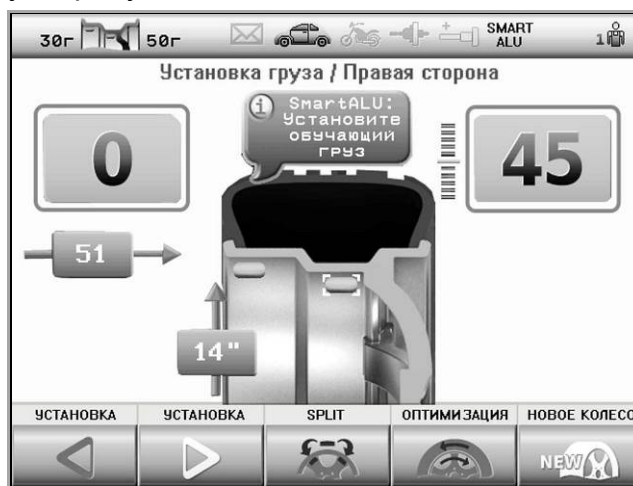 30г 50г SMART ALU 1
Установка груза / Правая сторона
SmartALU:
Установите
обучающий
груз
0 45
51
14"
УСТАНОВКА УСТАНОВКА SPLIT ОПТИМИЗАЦИЯ НОВОЕ КОЛЕСО
NEW